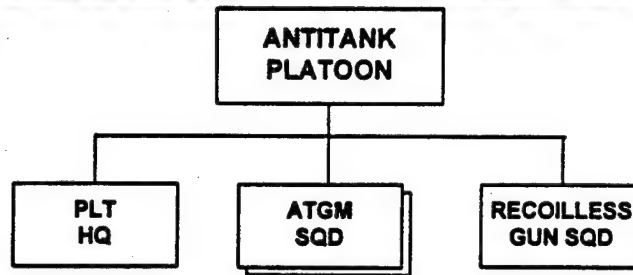 ANTITANK
PLATOON
PLT
HQ
ATGM
SQD
RECOILLESS
GUN SQD